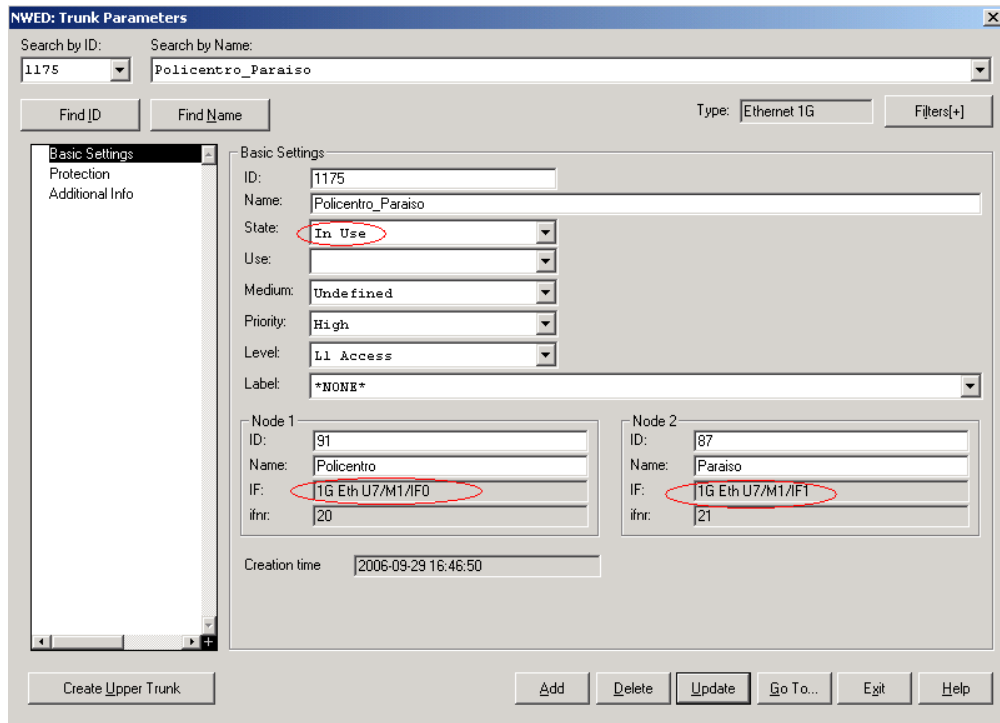 NWED: Trunk Parameters
Search by ID: Search by Name:
1175 Policentro_Paraiso
Find ID Find Name Type: Ethernet 1G Filters[+]
Basic Settings
Protection
Additional Info
Basic Settings
ID: 1175
Name: Policentro_Paraiso
State: In Use
Use:
Medium: Undefined
Priority: High
Level: L1 Access
Label: *NONE*
Node 1
ID: 91
Name: Policentro
IF: 1G Eth U7/M1/IF0
ifnr: 20
Node 2
ID: 87
Name: Paraiso
IF: 1G Eth U7/M1/IF1
ifnr: 21
Creation time 2006-09-29 16:46:50
Create Upper Trunk Add Delete Update Go To... Exit Help